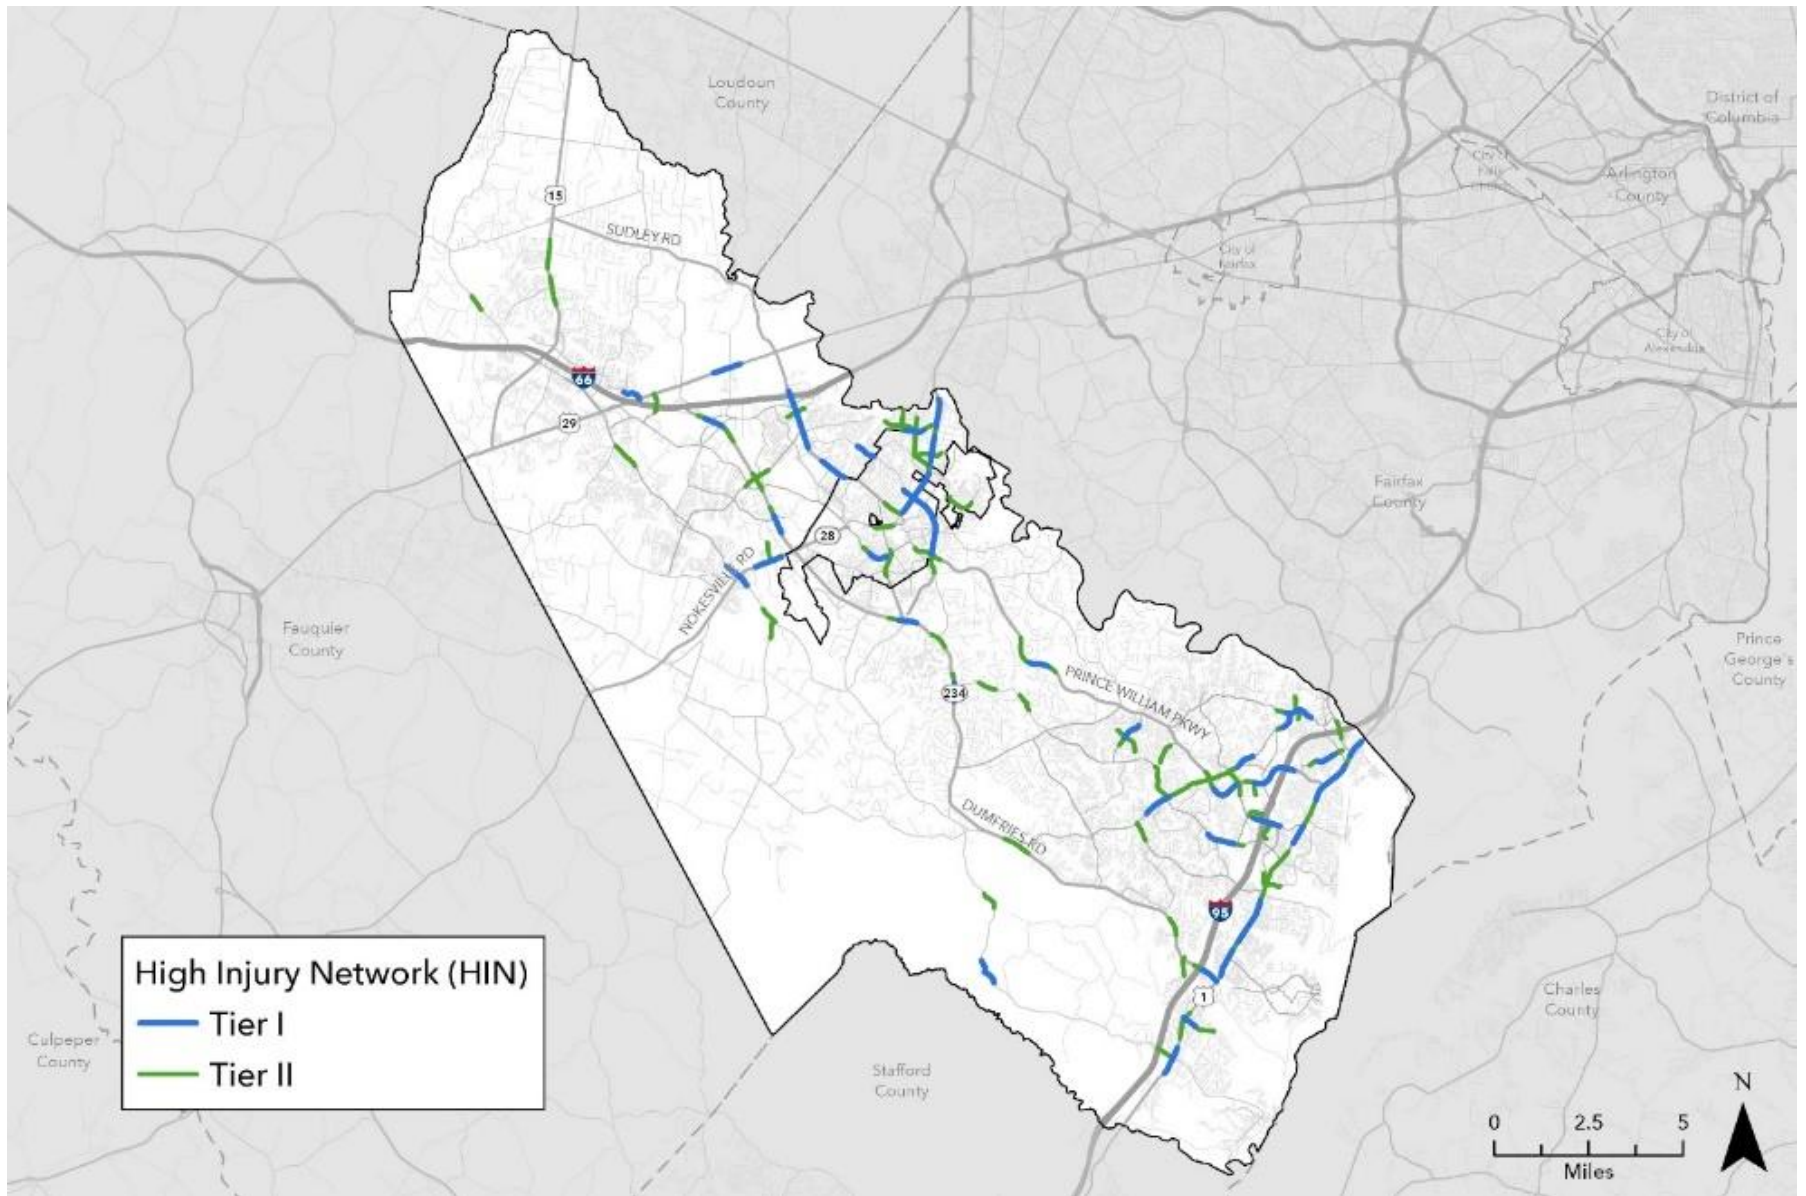 Loudoun
County
District of
Columbia
City of
Falls
Church
Arlington
County
15
SUDLEY RD
City of
Fairfax
City of
Alexandria
66
29
Fairfax
County
28
NOKESVILLE RD
Fauquier
County
Prince
George's
County
PRINCE WILLIAM PKWY
234
DUMFRIES RD
95
High Injury Network (HIN)
Tier I
Tier II
1
Charles
County
Culpeper
County
Stafford
County
N
0 2.5 5
Miles